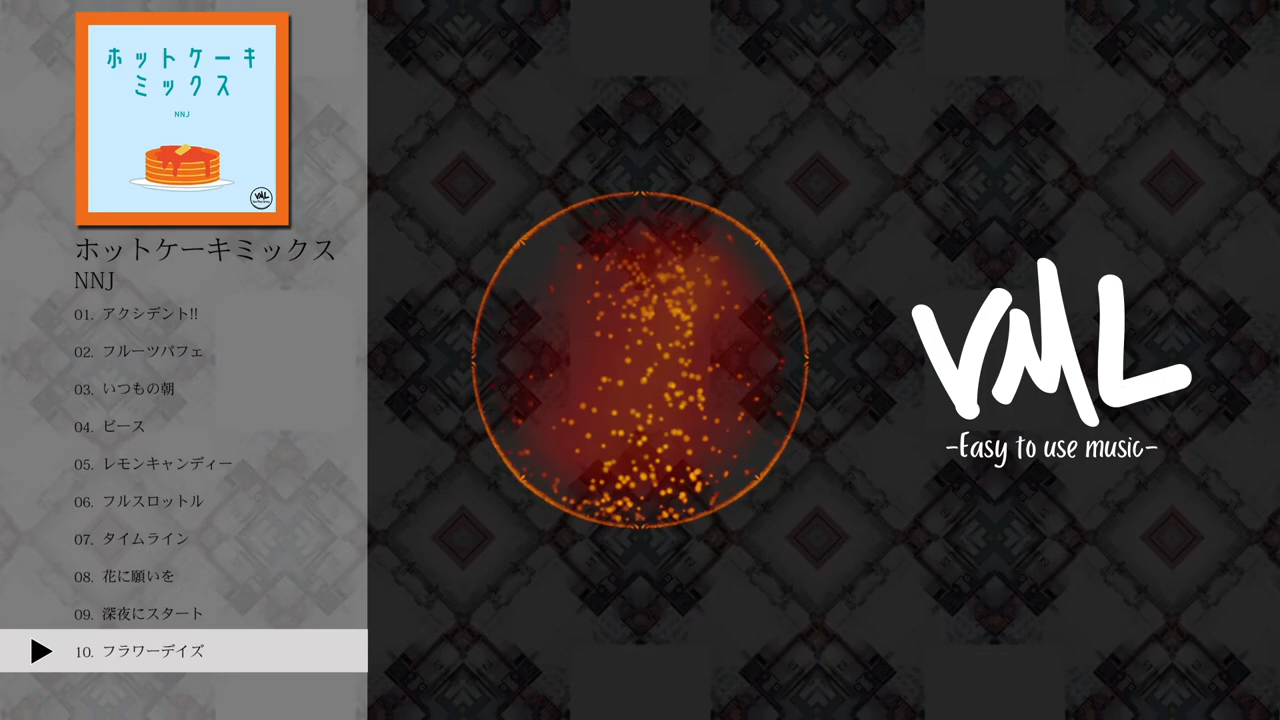 ホットケーキ
ミックス
NNJ
VML
ホットケーキミックス
NNJ
01. アクシデント!!
02. フルーツパフェ
03. いつもの朝
04. ピース
05. レモンキャンディー
06. フルスロットル
07. タイムライン
08. 花に願いを
09. 深夜にスタート
10. フラワーデイズ
VML
-Easy to use music-